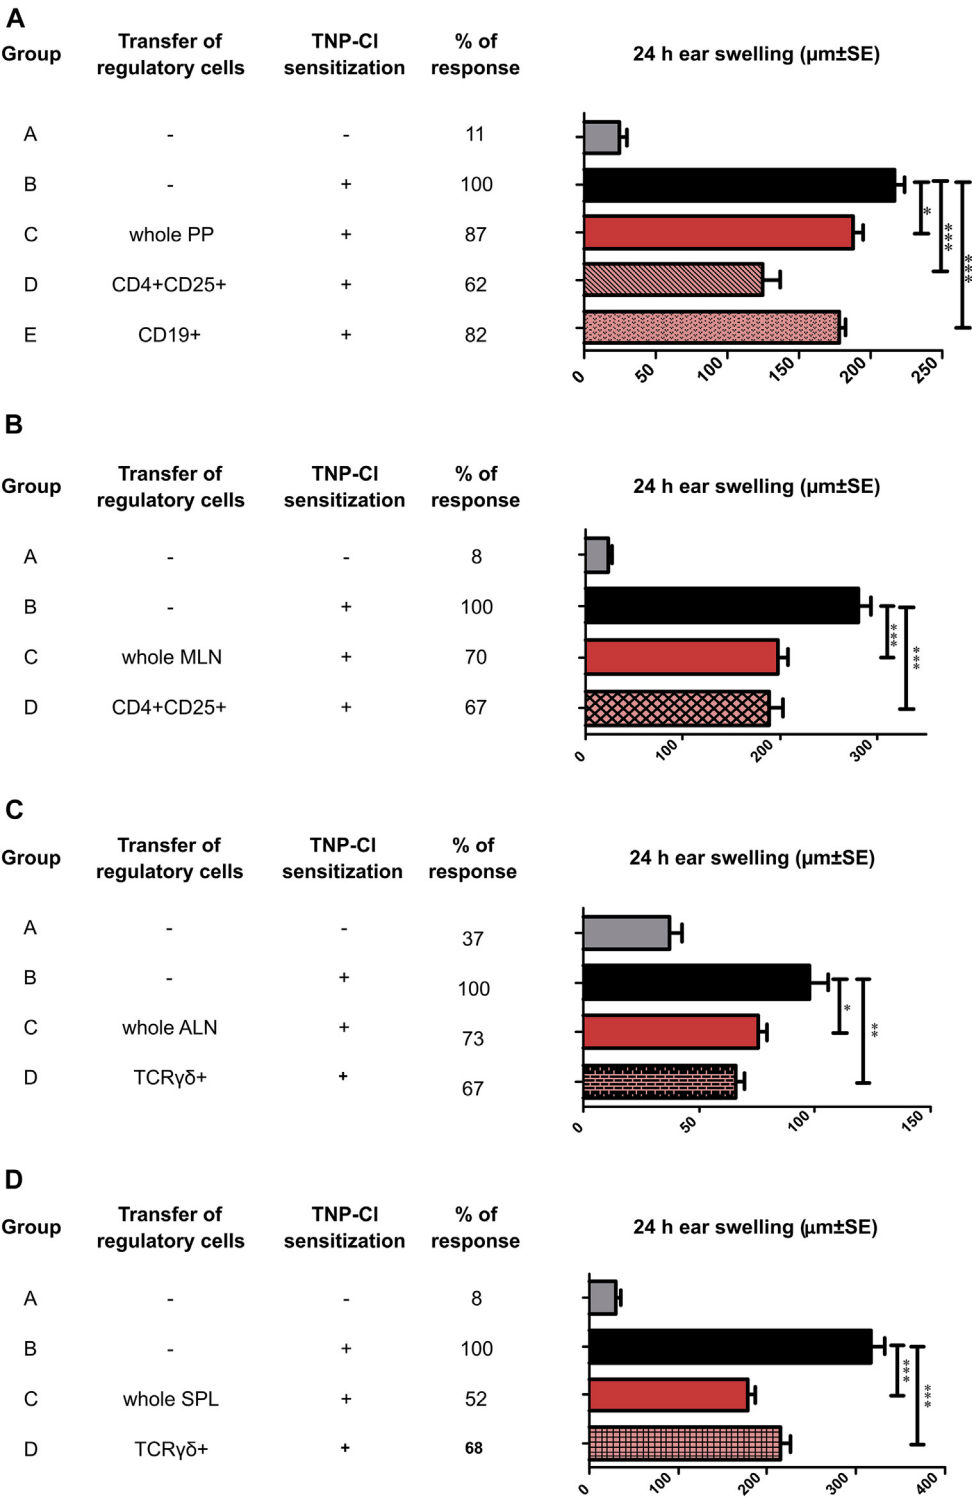 A
Group
Transfer of
regulatory cells
TNP-Cl
sensitization
% of
response
24 h ear swelling (μm±SE)
A - - 11
B - + 100
C whole PP + 87
D CD4+CD25+ + 62
E CD19+ + 82
*
***
***
0 50 100 150 200 250
B
Group
Transfer of
regulatory cells
TNP-Cl
sensitization
% of
response
24 h ear swelling (μm±SE)
A - - 8
B - + 100
C whole MLN + 70
D CD4+CD25+ + 67
***
***
0 100 200 300
C
Group
Transfer of
regulatory cells
TNP-Cl
sensitization
% of
response
24 h ear swelling (μm±SE)
A - - 37
B - + 100
C whole ALN + 73
D TCRγδ+ + 67
*
**
0 50 100 150
D
Group
Transfer of
regulatory cells
TNP-Cl
sensitization
% of
response
24 h ear swelling (μm±SE)
A - - 8
B - + 100
C whole SPL + 52
D TCRγδ+ + 68
***
***
0 100 200 300 400